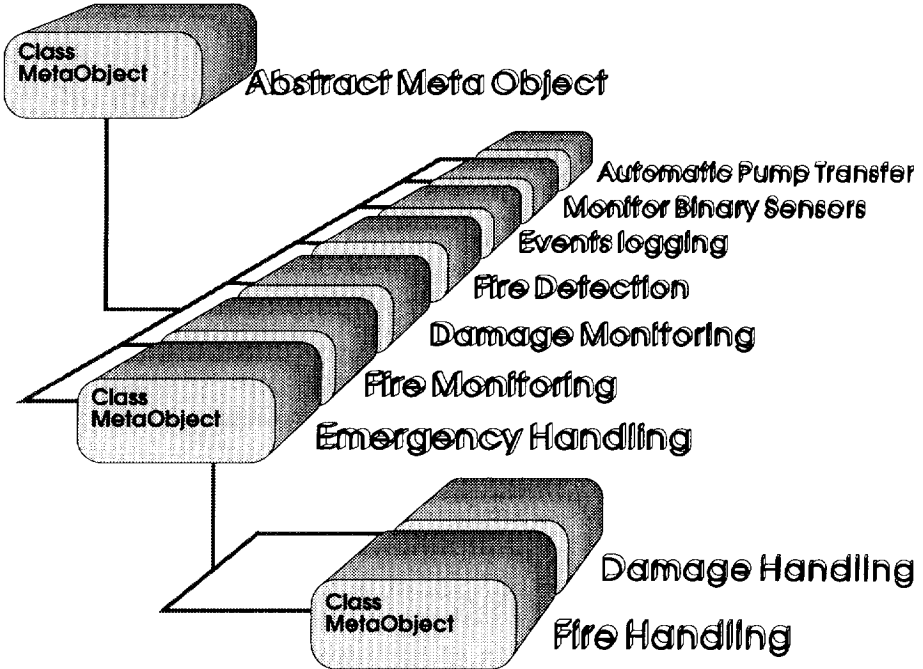 Class
MetaObject
Abstract Meta Object
Automatic Pump Transfer
Monitor Binary Sensors
Events logging
Fire Detection
Damage Monitoring
Fire Monitoring
Class
MetaObject
Emergency Handling
Damage Handling
Class
MetaObject
Fire Handling